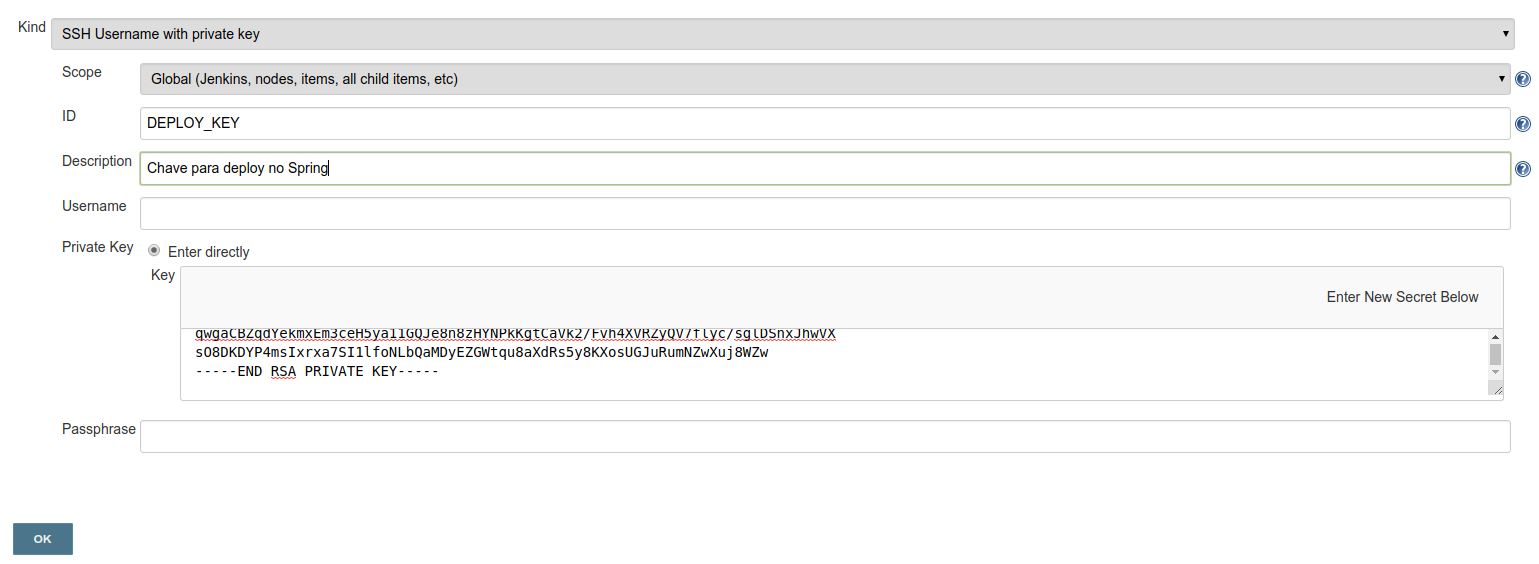 Kind
SSH Username with private key
Scope
Global (Jenkins, nodes, items, all child items, etc)
ID
DEPLOY_KEY
Description
Chave para deploy no Spring
Username
Private Key
Enter directly
Key
Enter New Secret Below
sO8DKDYP4msIxrxa7SI1lfoNLbQaMDyEZGWtqu8aXdRs5y8KXosUGJuRumNZwXuj8WZw
-----END RSA PRIVATE KEY-----
Passphrase
OK